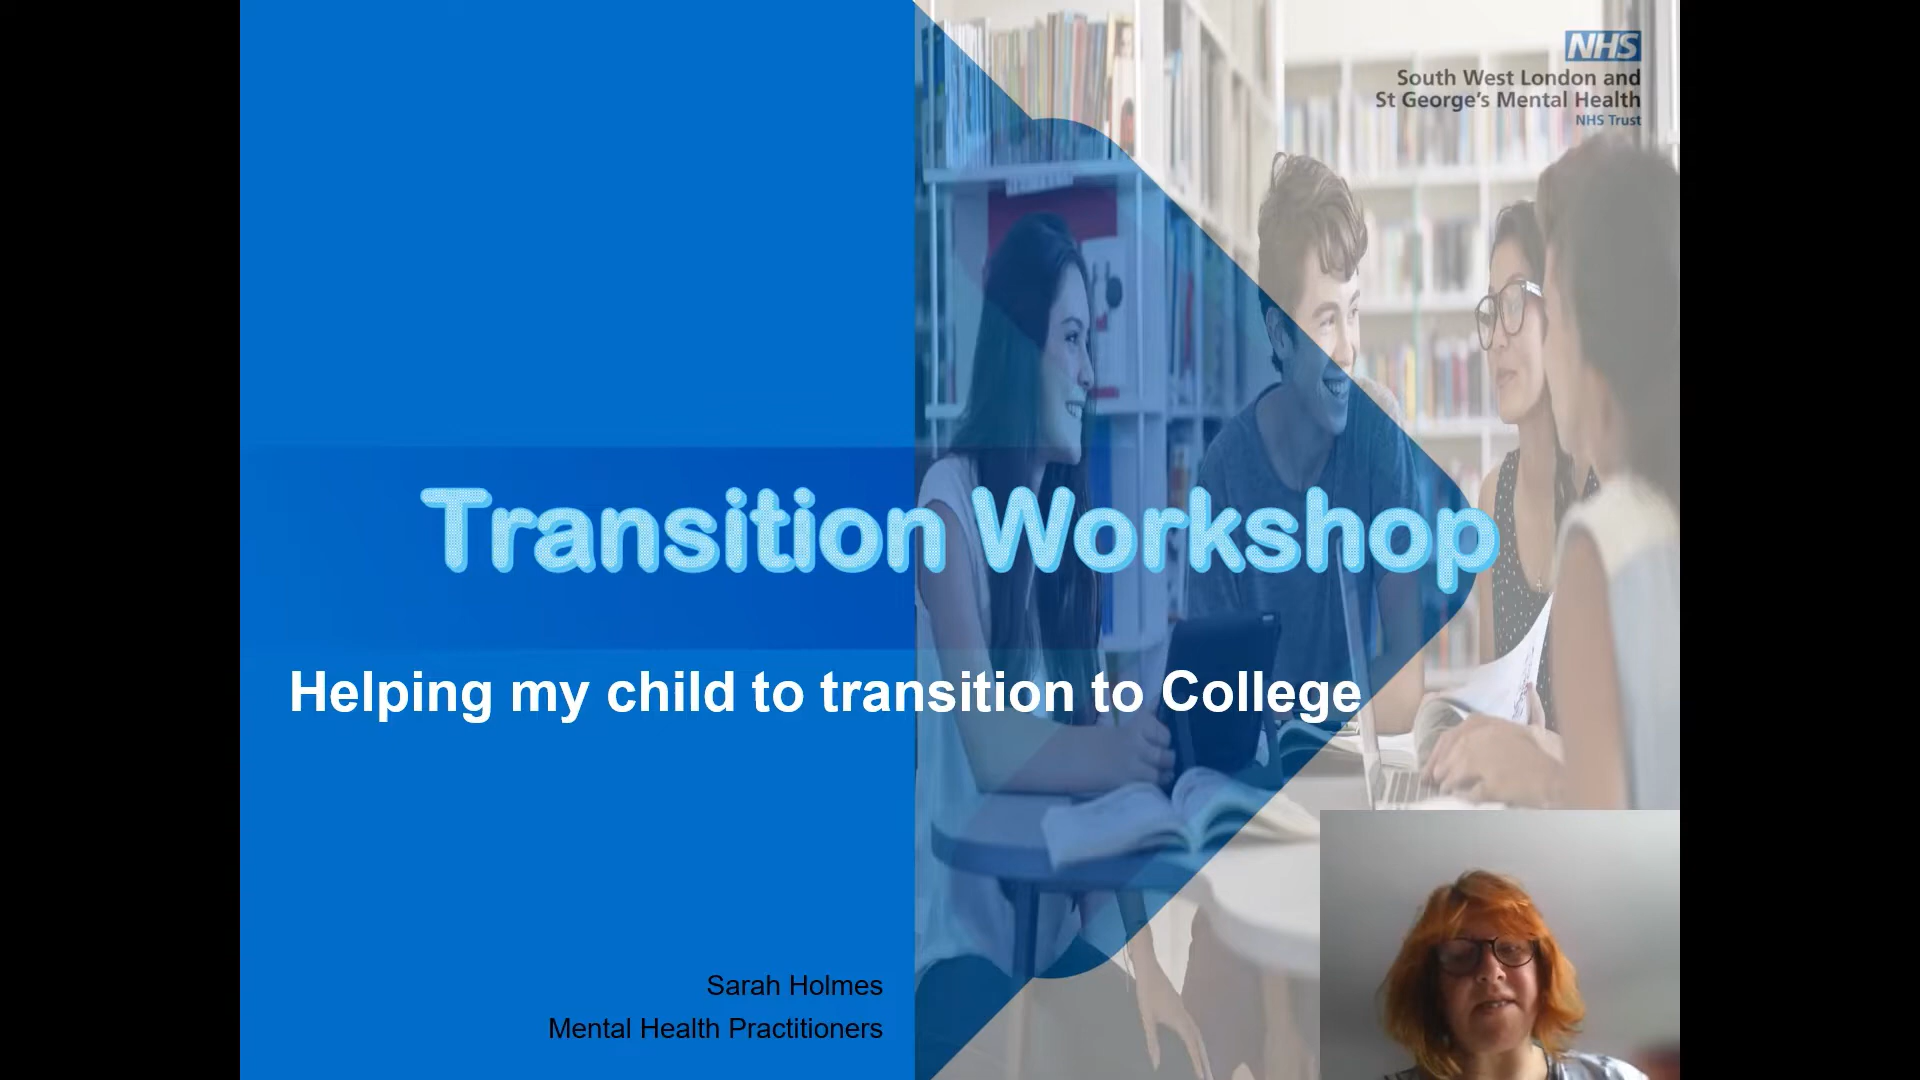 NHS
South West London and
St George's Mental Health
NHS Trust
Transition Workshop
Helping my child to transition to College
Sarah Holmes
Mental Health Practitioners